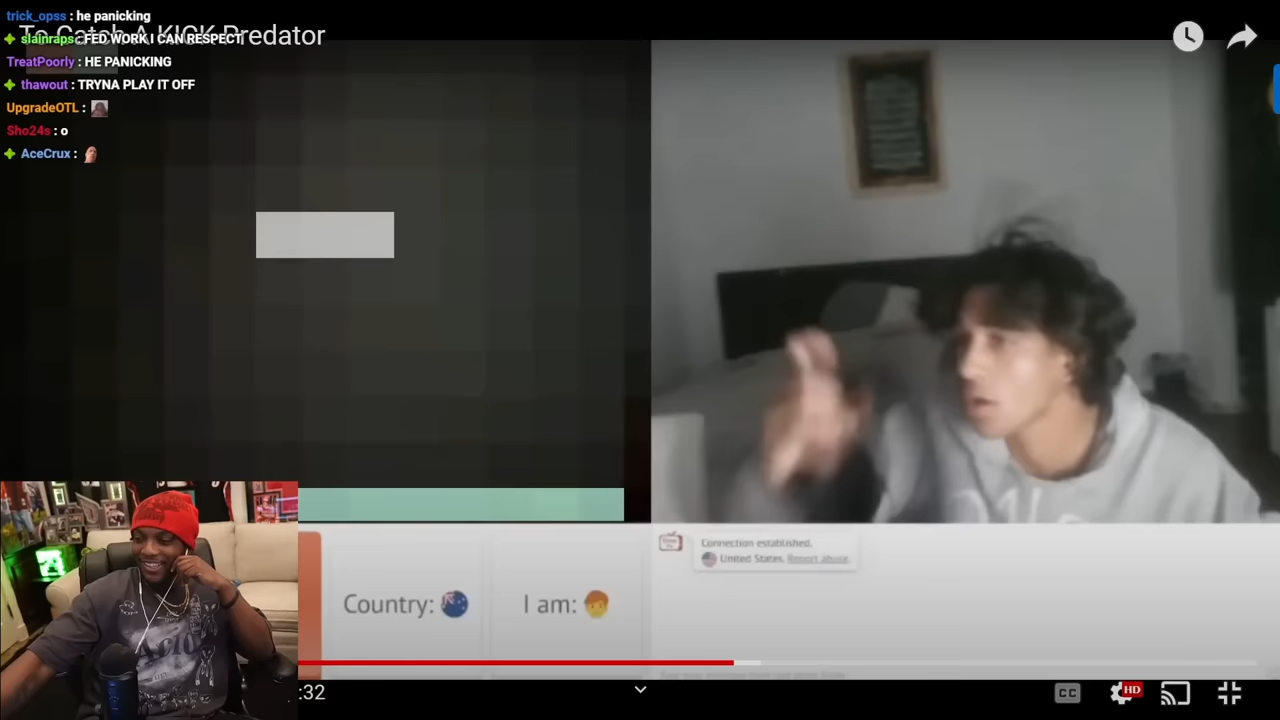 trick_opss : he panicking
To Catch A KICK Predator
slainraps : FED WORK I CAN RESPECT
TreatPoorly : HE PANICKING
thawout : TRYNA PLAY IT OFF
UpgradeOTL :
Sho24s : o
AceCrux :
Connection established.
United States. Report abuse.
Country:
I am:
:32
CC
HD